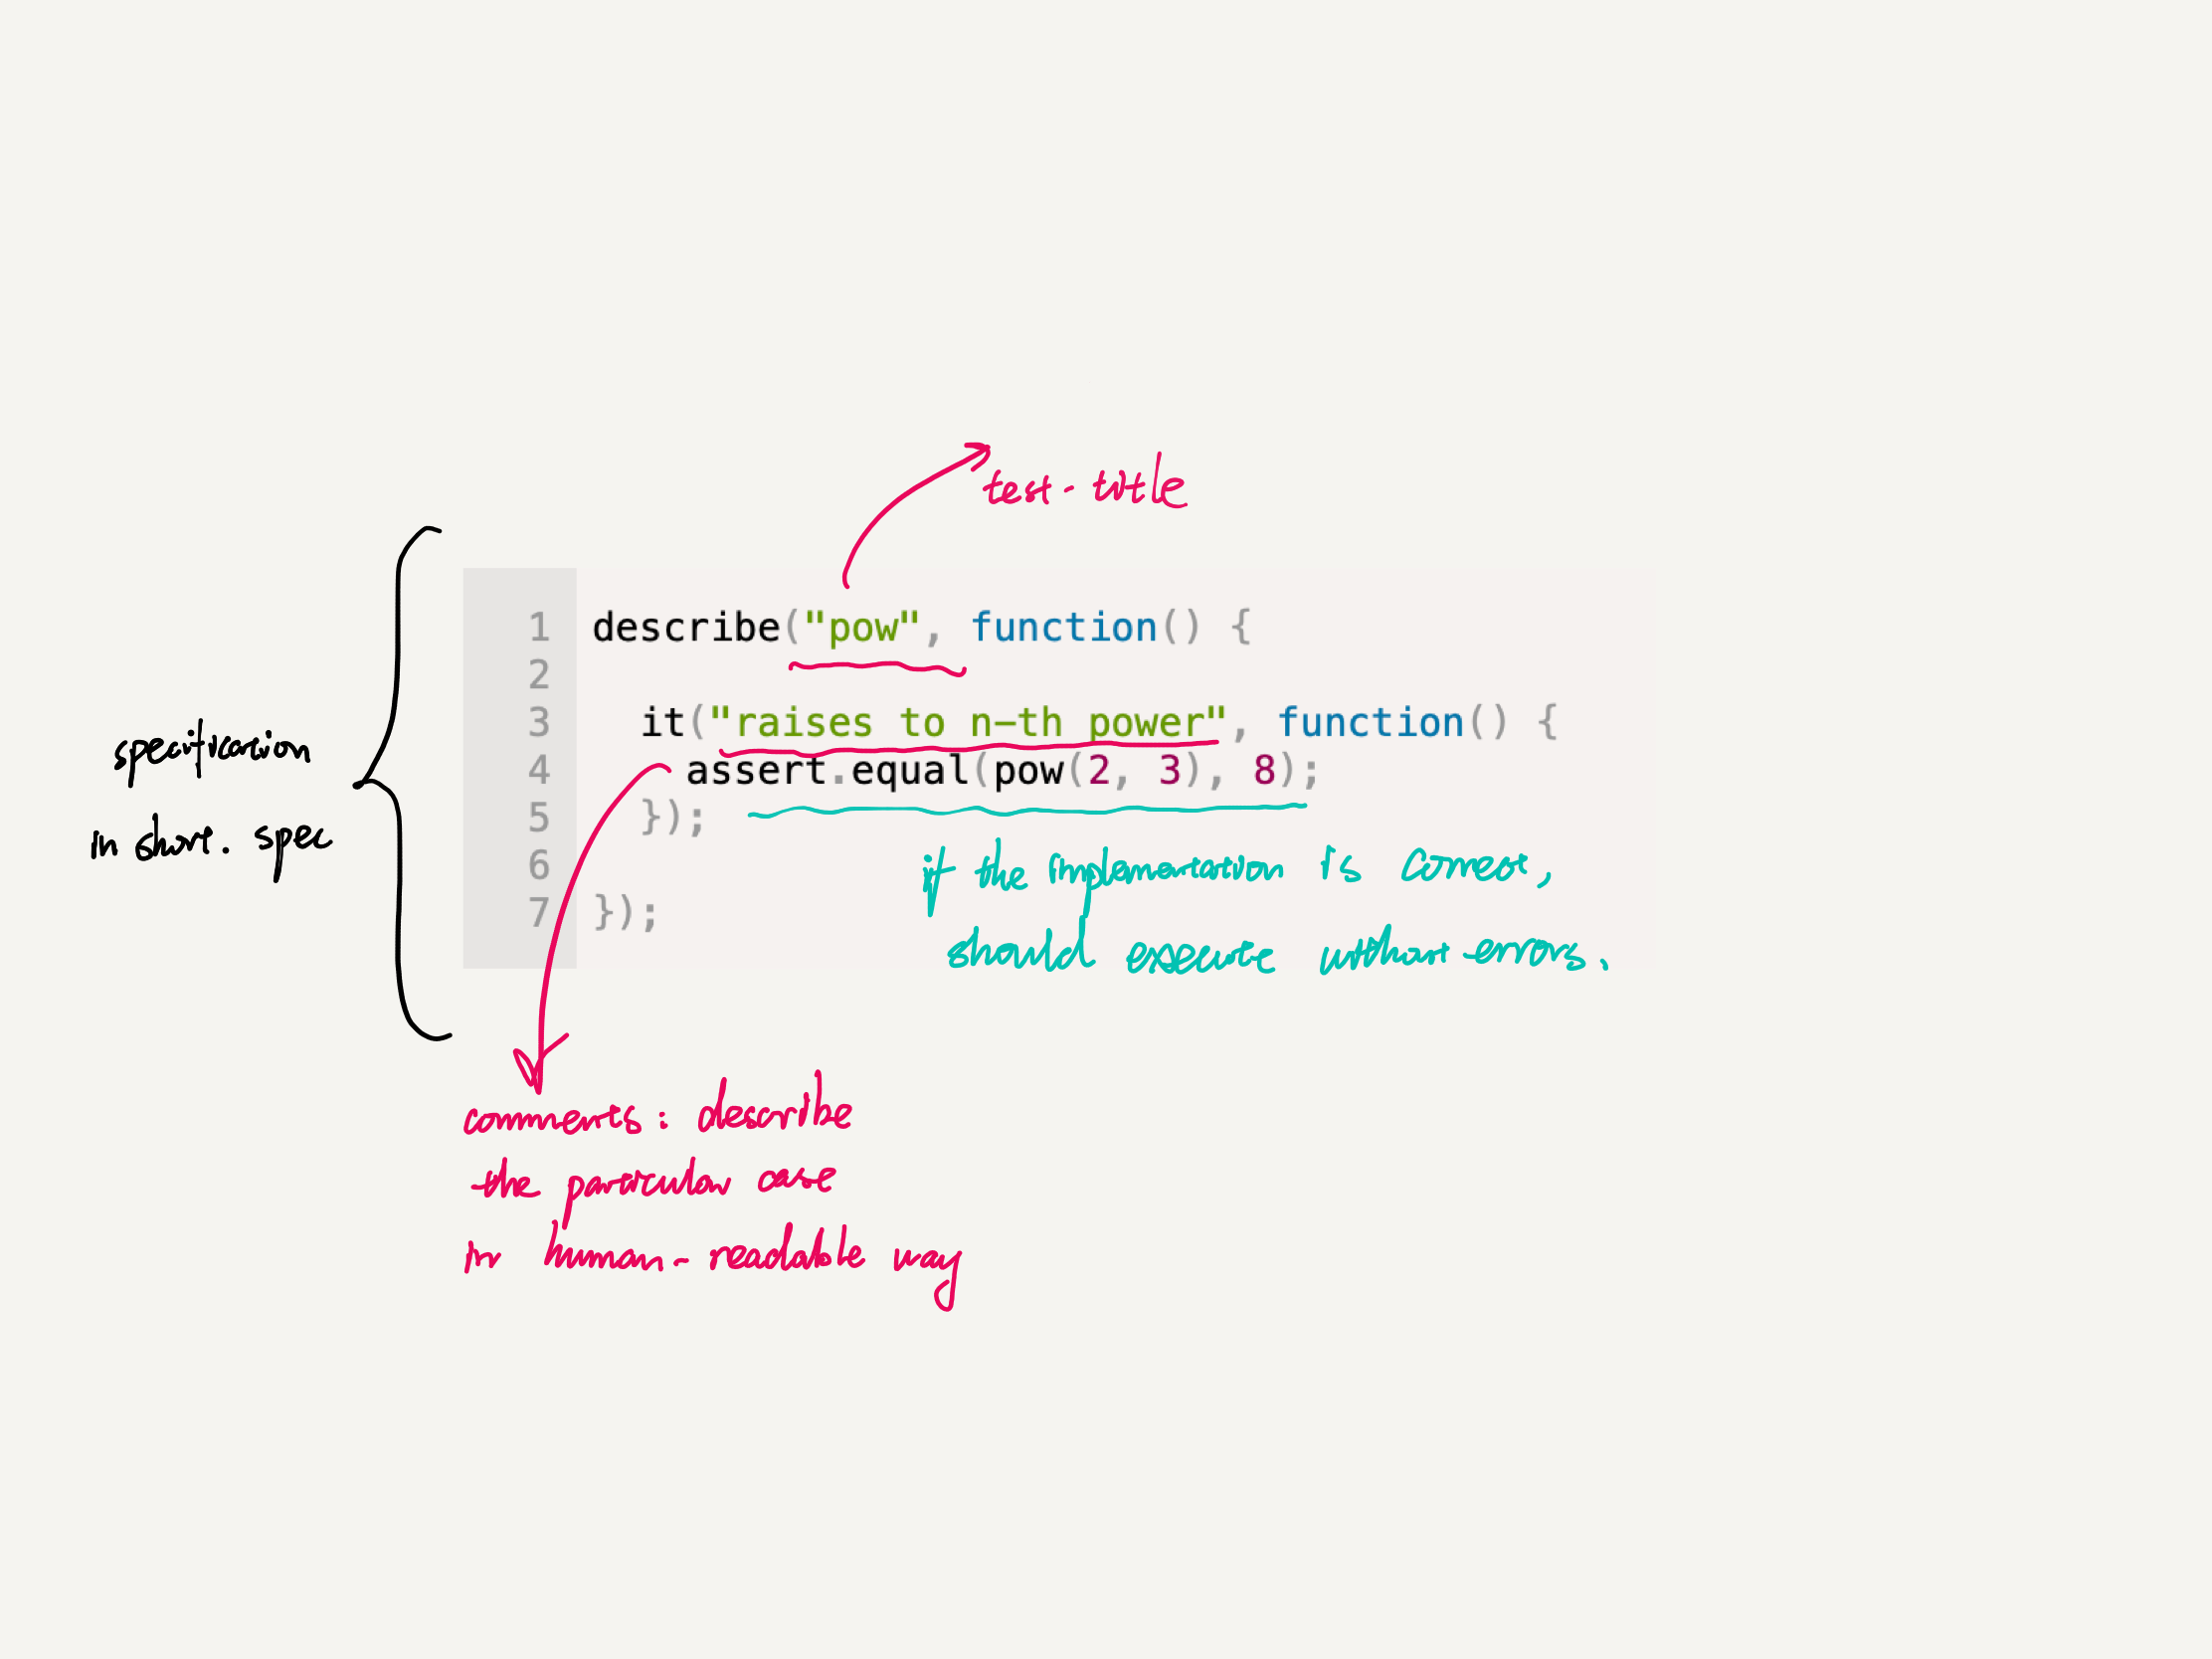 test - title
1 describe("pow", function() {
2
3 it("raises to n-th power", function() {
4 assert.equal(pow(2, 3), 8);
5 });
6
7 });
specification
in short. spec
if the implementation is correct,
should execute without errors.
comments: describe
the particular case
in human-readable way